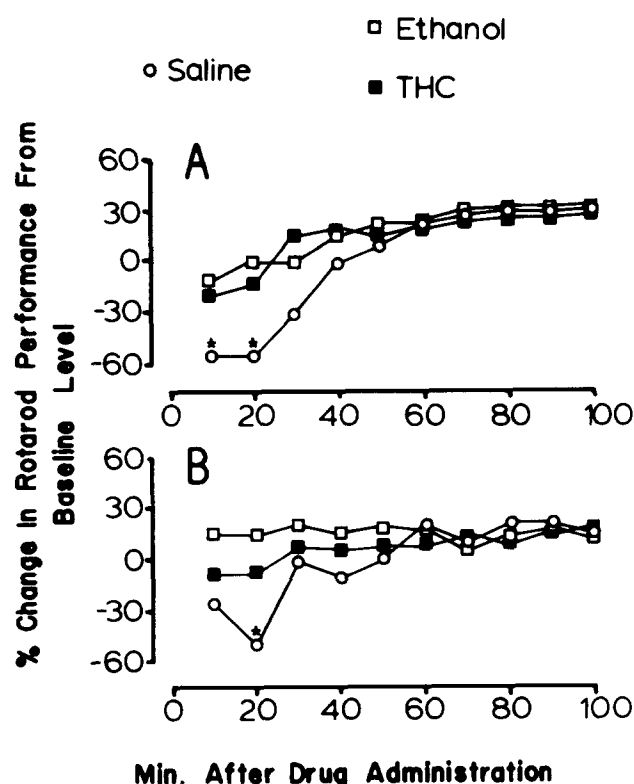 Ethanol
Saline
THC
% Change In Rotarod Performance From
Baseline Level
A
60
30
0
-30
-60
* *
0 20 40 60 80 100
B
60
30
0
-30
-60
*
0 20 40 60 80 100
Min. After Drug Administration